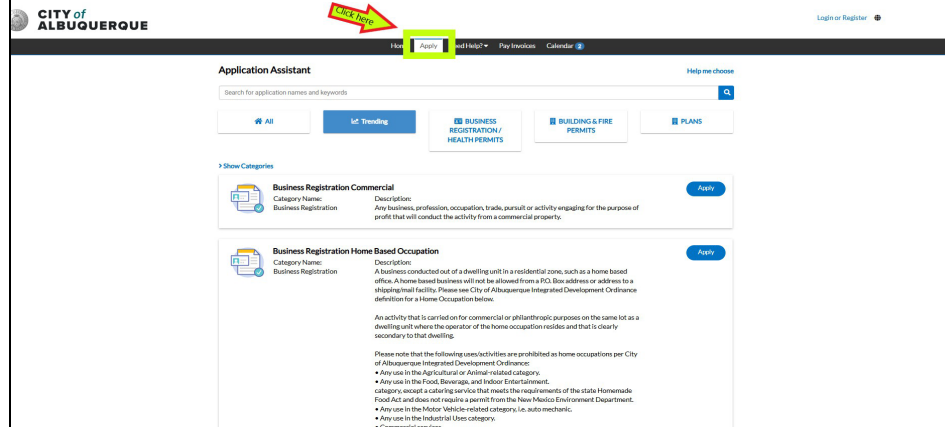 CITY of
ALBUQUERQUE
Click here
Login or Register
Apply
Help?
Pay Invoices
Calendar 2
Application Assistant
Help me choose
Search for application names and keywords
All
Trending
BUSINESS
REGISTRATION /
HEALTH PERMITS
BUILDING & FIRE
PERMITS
PLANS
> Show Categories
Business Registration Commercial
Apply
Category Name:
Description:
Business Registration
Any business, profession, occupation, trade, pursuit or activity engaging for the purpose of
profit that will conduct the activity from a commercial property.
Business Registration Home Based Occupation
Apply
Category Name:
Description:
Business Registration
A business conducted out of a dwelling unit in a residential zone, such as a home based
office. A home based business will not be allowed from a P.O. Box address or address to a
shipping/mail facility. Please see City of Albuquerque Integrated Development Ordinance
definition for a Home Occupation below.
An activity that is carried on for commercial or philanthropic purposes on the same lot as a
dwelling unit where the operator of the home occupation resides and that is clearly
secondary to that dwelling.
Please note that the following uses/activities are prohibited as home occupations per City
of Albuquerque Integrated Development Ordinance:
• Any use in the Agricultural or Animal-related category.
• Any use in the Food, Beverage, and Indoor Entertainment.
category, except a catering service that meets the requirements of the state Homemade
Food Act and does not require a permit from the New Mexico Environment Department.
• Any use in the Motor Vehicle-related category, i.e. auto mechanic.
• Any use in the Industrial Uses category.
• Commercial services